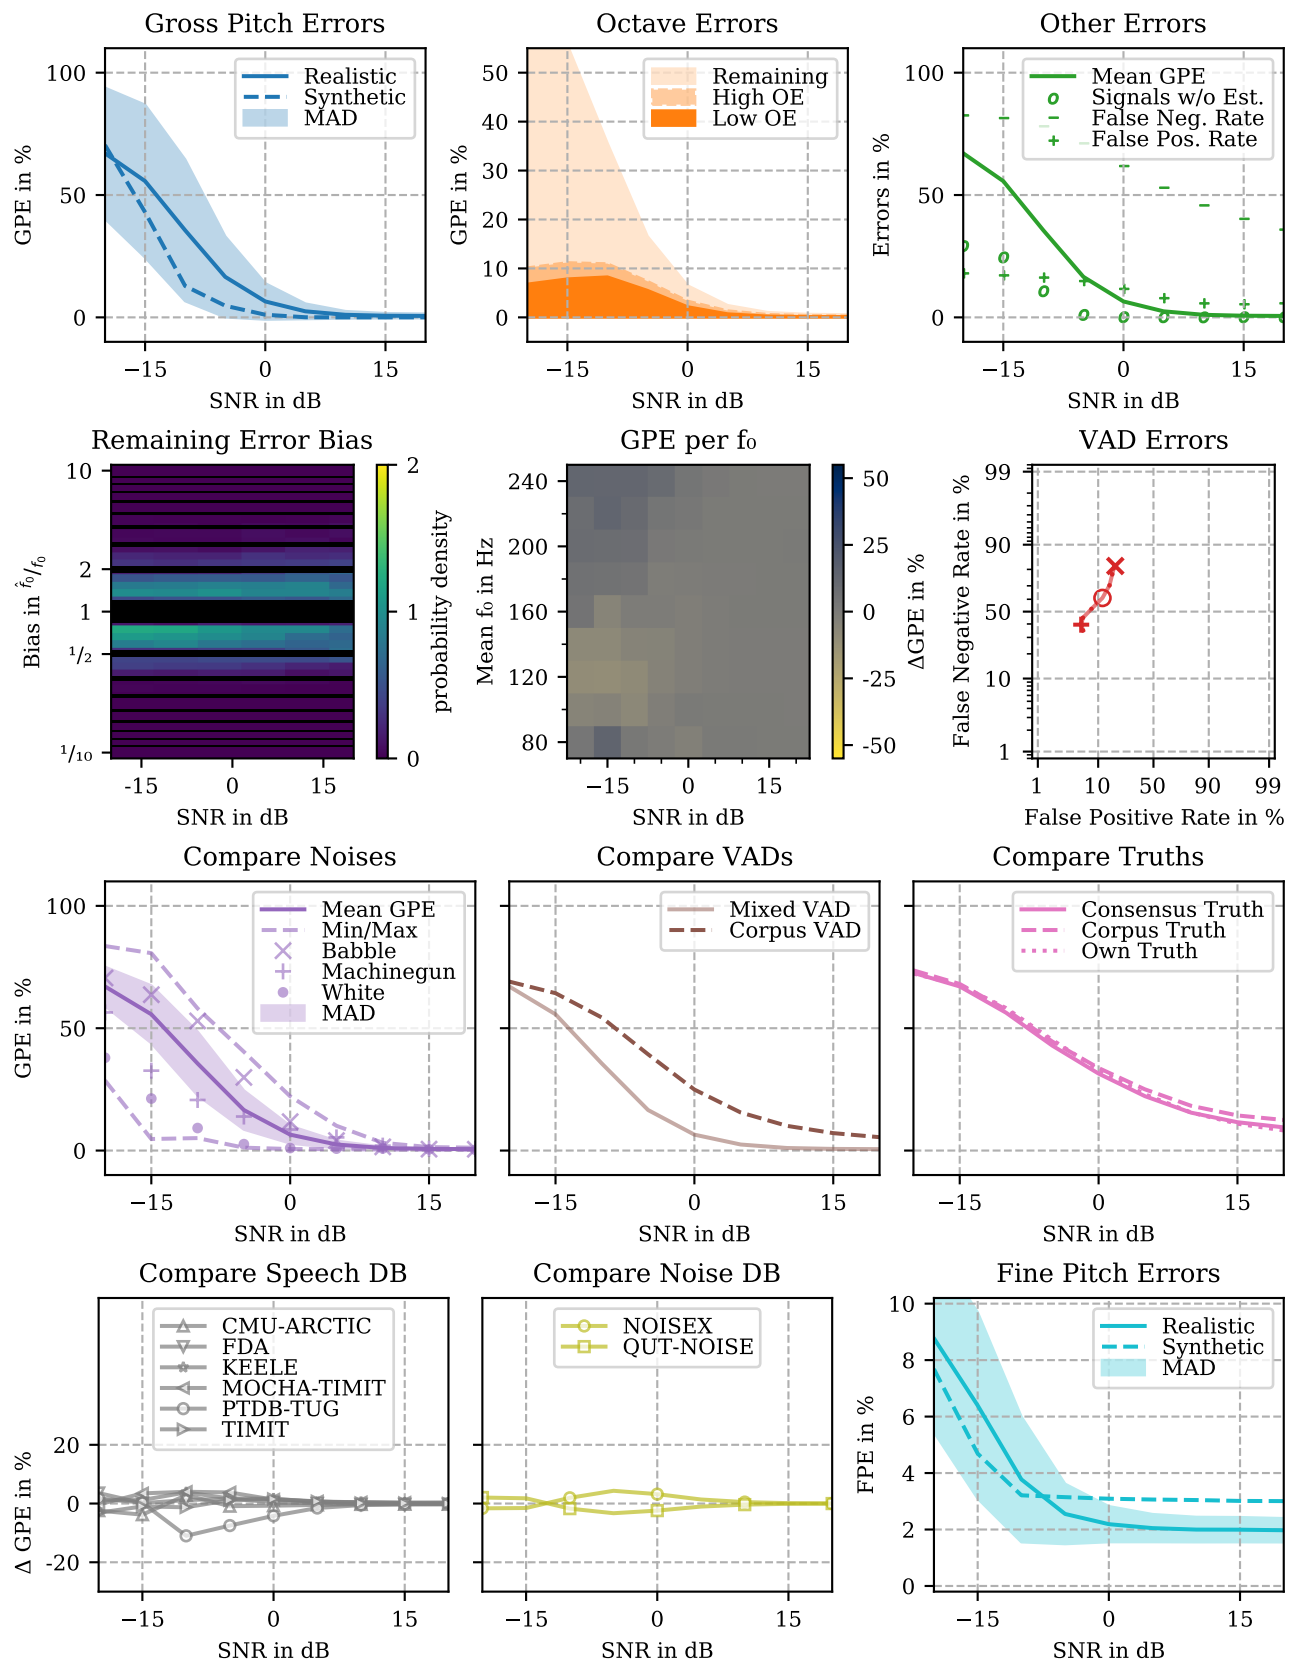 Gross Pitch Errors
100
50
0
GPE in %
Realistic
Synthetic
MAD
−15 0 15
SNR in dB
Octave Errors
50
40
30
20
10
0
GPE in %
Remaining
High OE
Low OE
−15 0 15
SNR in dB
Other Errors
100
50
0
Errors in %
Mean GPE
Signals w/o Est.
False Neg. Rate
False Pos. Rate
−15 0 15
SNR in dB
Remaining Error Bias
10
2
1
¹/₂
¹/₁₀
Bias in f̂₀/f₀
-15 0 15
SNR in dB
2
1
0
probability density
GPE per f₀
240
200
160
120
80
Mean f₀ in Hz
−15 0 15
SNR in dB
50
25
0
-25
-50
ΔGPE in %
VAD Errors
99
90
50
10
1
False Negative Rate in %
1 10 50 90 99
False Positive Rate in %
Compare Noises
100
50
0
GPE in %
Mean GPE
Min/Max
Babble
Machinegun
White
MAD
−15 0 15
SNR in dB
Compare VADs
Mixed VAD
Corpus VAD
−15 0 15
SNR in dB
Compare Truths
Consensus Truth
Corpus Truth
Own Truth
−15 0 15
SNR in dB
Compare Speech DB
CMU-ARCTIC
FDA
KEELE
MOCHA-TIMIT
PTDB-TUG
TIMIT
20
0
-20
Δ GPE in %
−15 0 15
SNR in dB
Compare Noise DB
NOISEX
QUT-NOISE
−15 0 15
SNR in dB
Fine Pitch Errors
10
8
6
4
2
0
FPE in %
Realistic
Synthetic
MAD
−15 0 15
SNR in dB